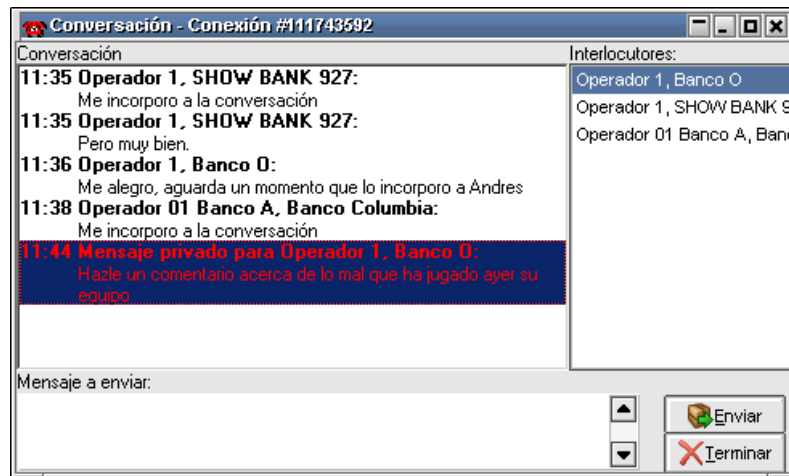 Conversación - Conexión #111743592
Conversación
Interlocutores:
11:35 Operador 1, SHOW BANK 927:
Me incorporo a la conversación
11:35 Operador 1, SHOW BANK 927:
Pero muy bien.
11:36 Operador 1, Banco O:
Me alegro, aguarda un momento que lo incorporo a Andres
11:38 Operador 01 Banco A, Banco Columbia:
Me incorporo a la conversación
11:44 Mensaje privado para Operador 1, Banco O:
Hazle un comentario acerca de lo mal que ha jugado ayer su
equipo
Operador 1, Banco O
Operador 1, SHOW BANK 9
Operador 01 Banco A, Ban
Mensaje a enviar:
Enviar
Terminar